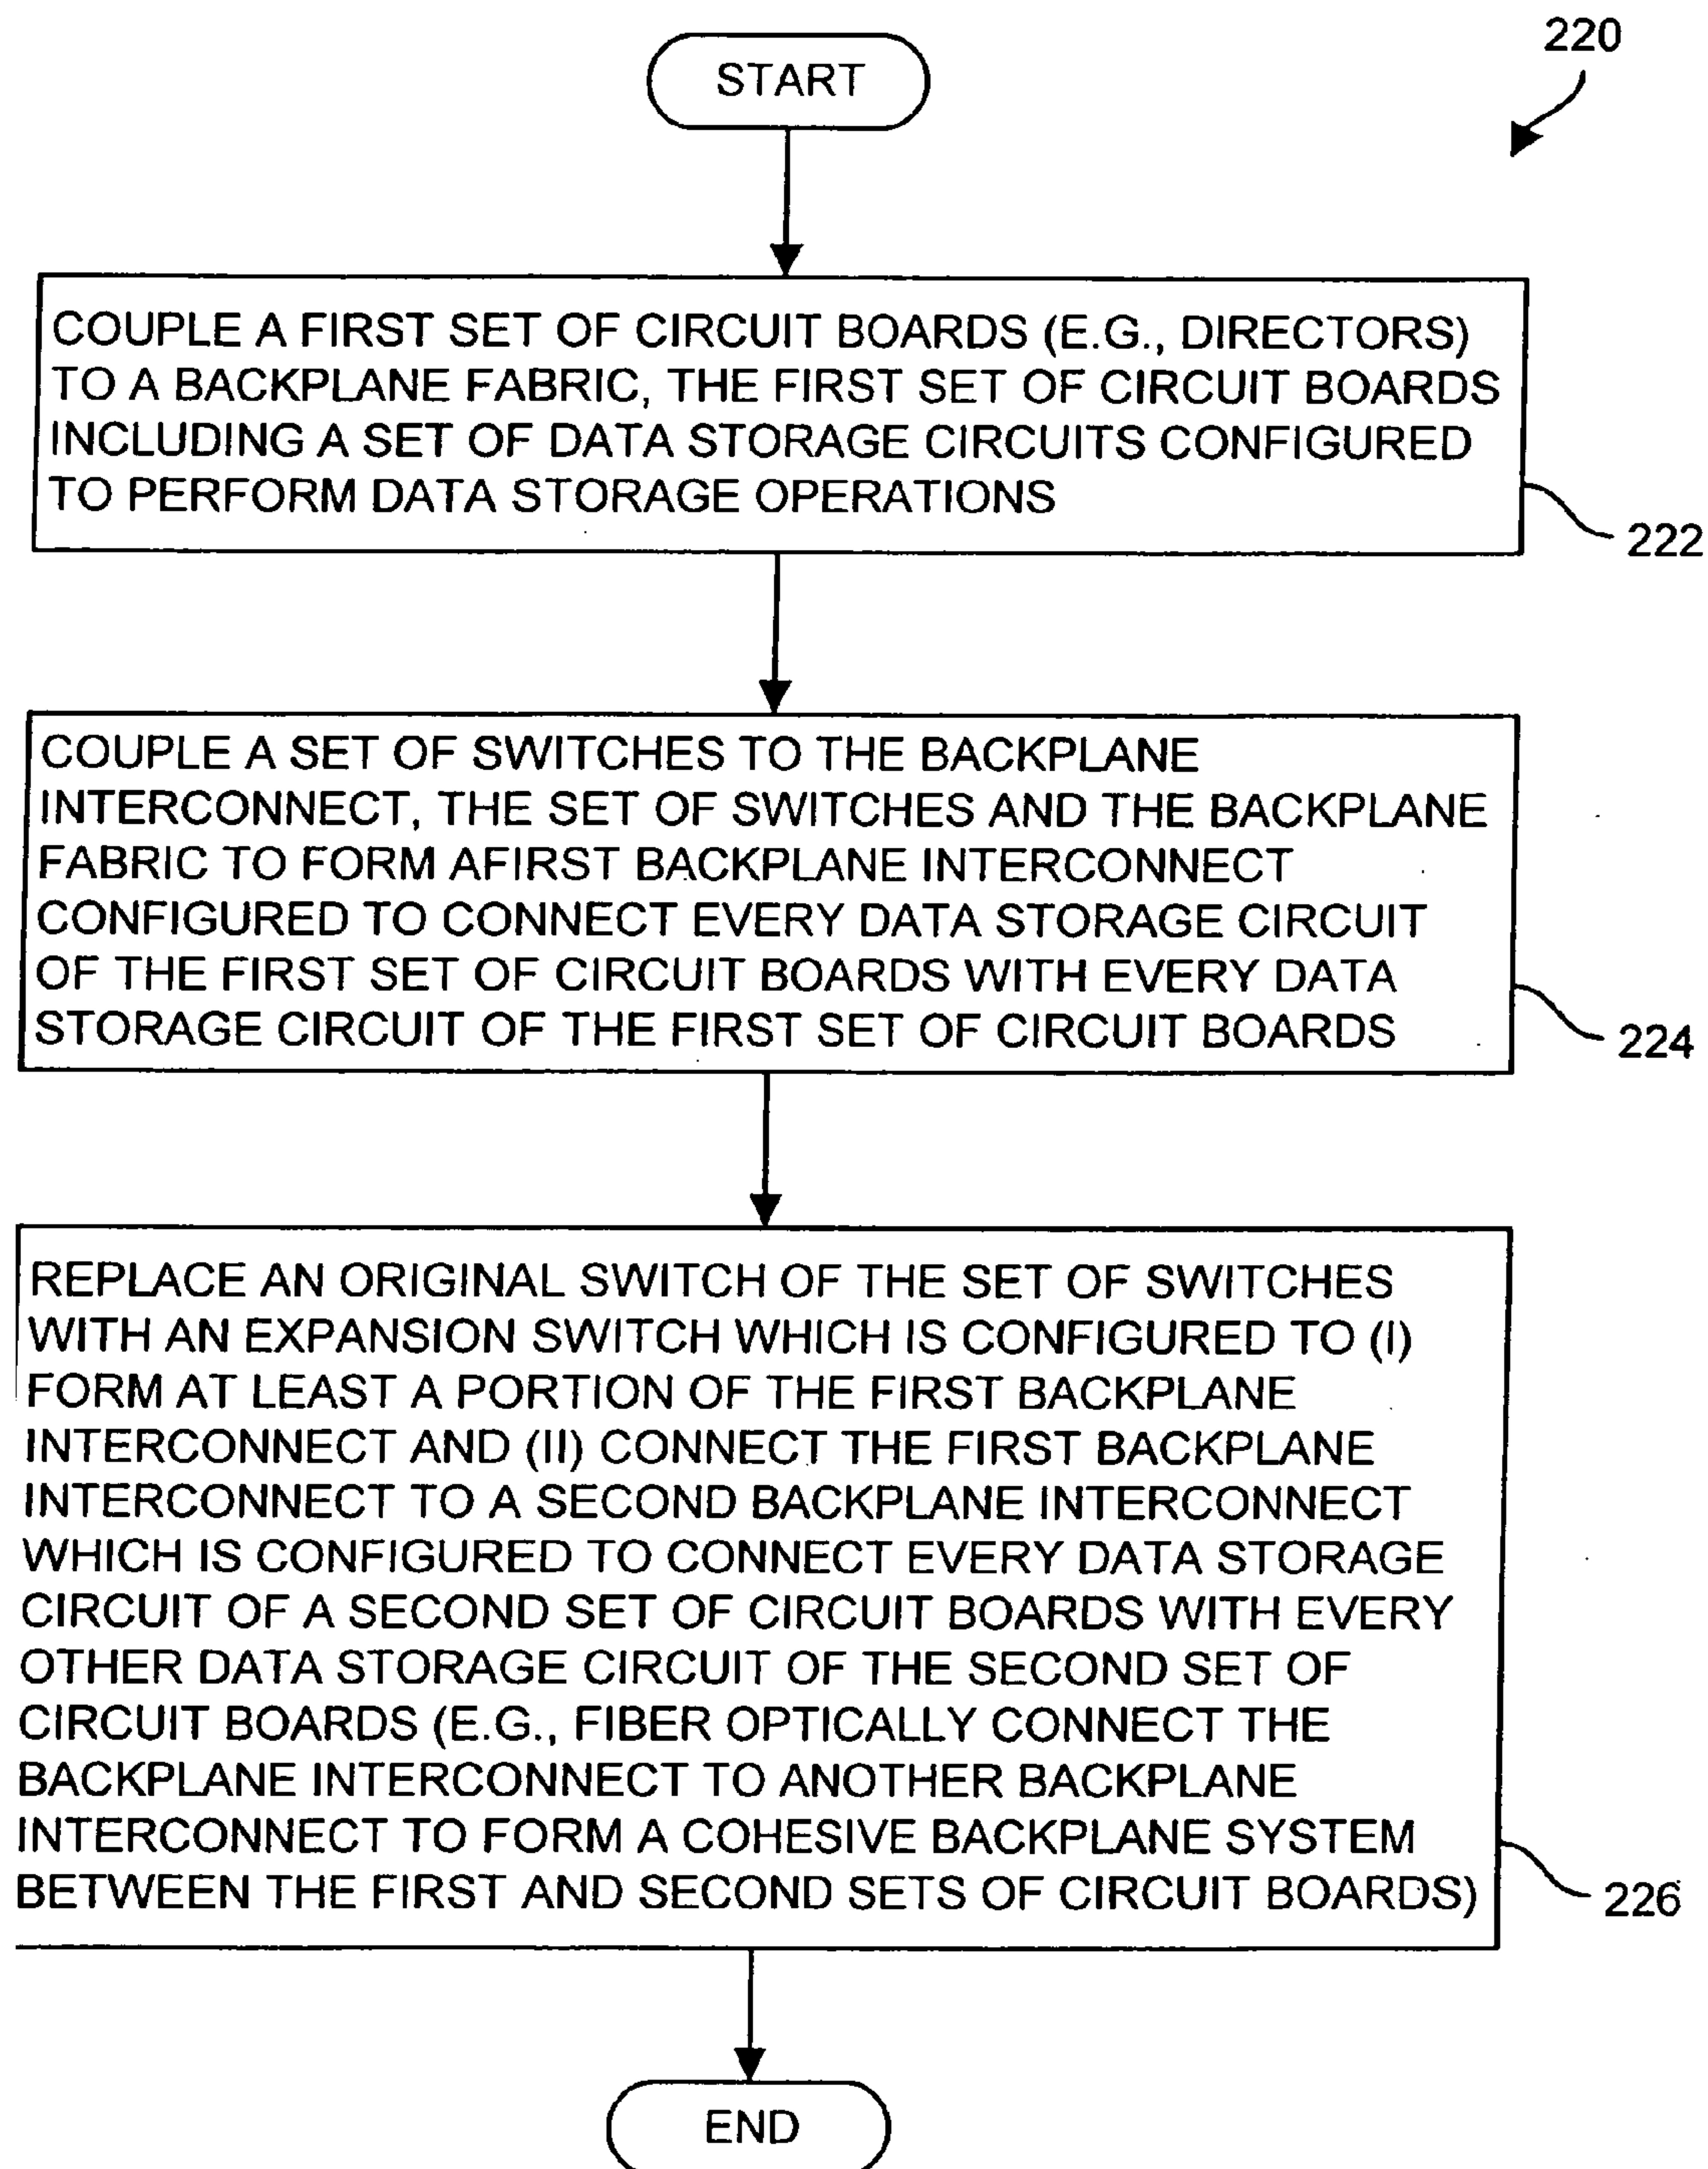 220
START
COUPLE A FIRST SET OF CIRCUIT BOARDS (E.G., DIRECTORS)
TO A BACKPLANE FABRIC, THE FIRST SET OF CIRCUIT BOARDS
INCLUDING A SET OF DATA STORAGE CIRCUITS CONFIGURED
TO PERFORM DATA STORAGE OPERATIONS
222
COUPLE A SET OF SWITCHES TO THE BACKPLANE
INTERCONNECT, THE SET OF SWITCHES AND THE BACKPLANE
FABRIC TO FORM AFIRST BACKPLANE INTERCONNECT
CONFIGURED TO CONNECT EVERY DATA STORAGE CIRCUIT
OF THE FIRST SET OF CIRCUIT BOARDS WITH EVERY DATA
STORAGE CIRCUIT OF THE FIRST SET OF CIRCUIT BOARDS
224
REPLACE AN ORIGINAL SWITCH OF THE SET OF SWITCHES
WITH AN EXPANSION SWITCH WHICH IS CONFIGURED TO (I)
FORM AT LEAST A PORTION OF THE FIRST BACKPLANE
INTERCONNECT AND (II) CONNECT THE FIRST BACKPLANE
INTERCONNECT TO A SECOND BACKPLANE INTERCONNECT
WHICH IS CONFIGURED TO CONNECT EVERY DATA STORAGE
CIRCUIT OF A SECOND SET OF CIRCUIT BOARDS WITH EVERY
OTHER DATA STORAGE CIRCUIT OF THE SECOND SET OF
CIRCUIT BOARDS (E.G., FIBER OPTICALLY CONNECT THE
BACKPLANE INTERCONNECT TO ANOTHER BACKPLANE
INTERCONNECT TO FORM A COHESIVE BACKPLANE SYSTEM
BETWEEN THE FIRST AND SECOND SETS OF CIRCUIT BOARDS)
226
END